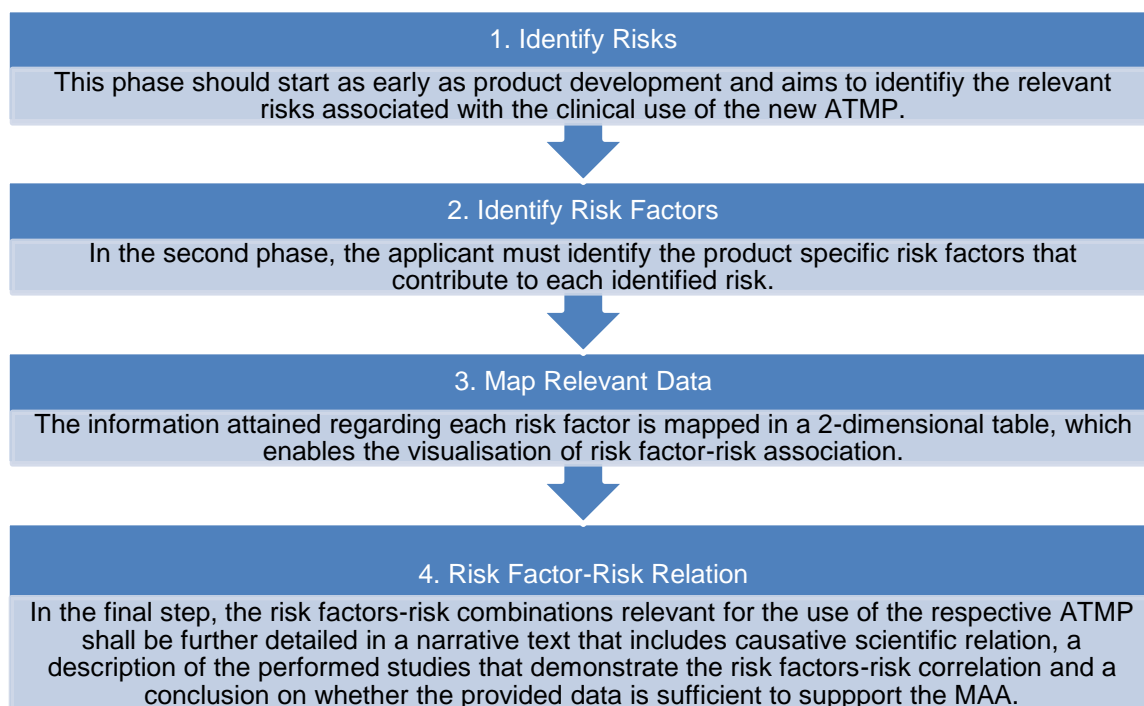 1. Identify Risks
This phase should start as early as product development and aims to identifiy the relevant
risks associated with the clinical use of the new ATMP.
2. Identify Risk Factors
In the second phase, the applicant must identify the product specific risk factors that
contribute to each identified risk.
3. Map Relevant Data
The information attained regarding each risk factor is mapped in a 2-dimensional table, which
enables the visualisation of risk factor-risk association.
4. Risk Factor-Risk Relation
In the final step, the risk factors-risk combinations relevant for the use of the respective ATMP
shall be further detailed in a narrative text that includes causative scientific relation, a
description of the performed studies that demonstrate the risk factors-risk correlation and a
conclusion on whether the provided data is sufficient to suppport the MAA.